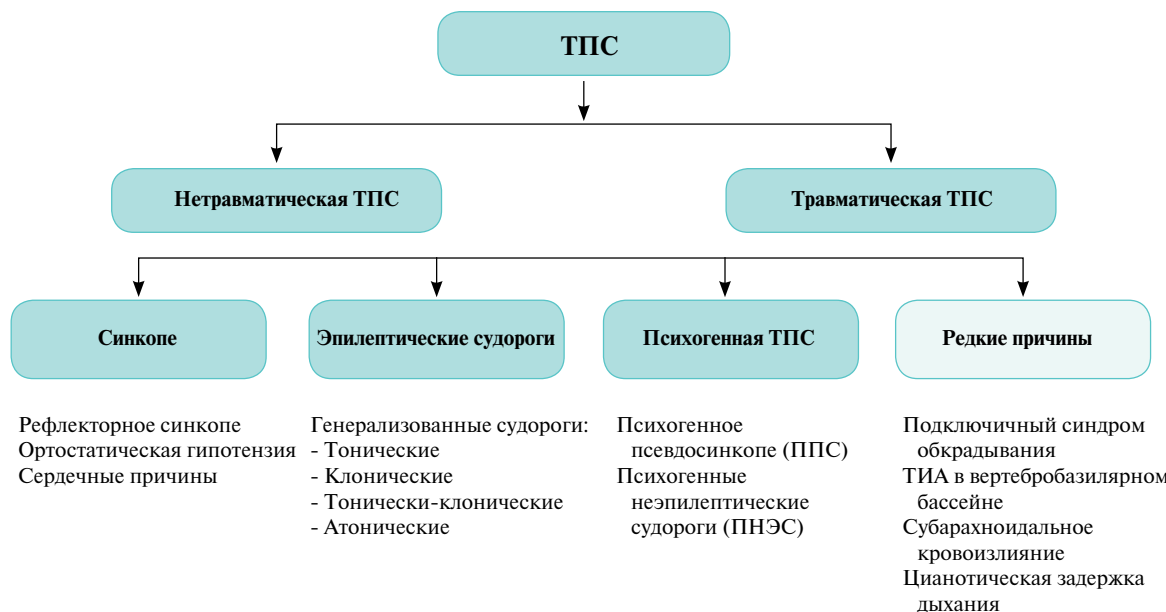 ТПС
Нетравматическая ТПС
Травматическая ТПС
Синкопе
Эпилептические судороги
Психогенная ТПС
Редкие причины
Рефлекторное синкопе
Ортостатическая гипотензия
Сердечные причины
Генерализованные судороги:
- Тонические
- Клонические
- Тонически-клонические
- Атонические
Психогенное
псевдосинкопе (ППС)
Психогенные
неэпилептические
судороги (ПНЭС)
Подключичный синдром
обкрадывания
ТИА в вертебробазилярном
бассейне
Субарахноидальное
кровоизлияние
Цианотическая задержка
дыхания